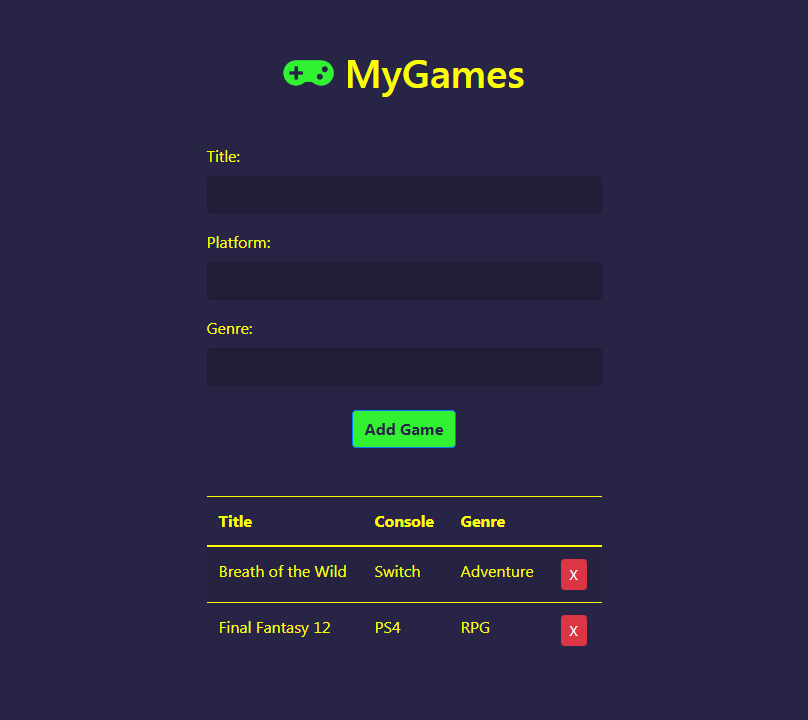 MyGames
Title:
Platform:
Genre:
Add Game
Title Console Genre
Breath of the Wild Switch Adventure X
Final Fantasy 12 PS4 RPG X